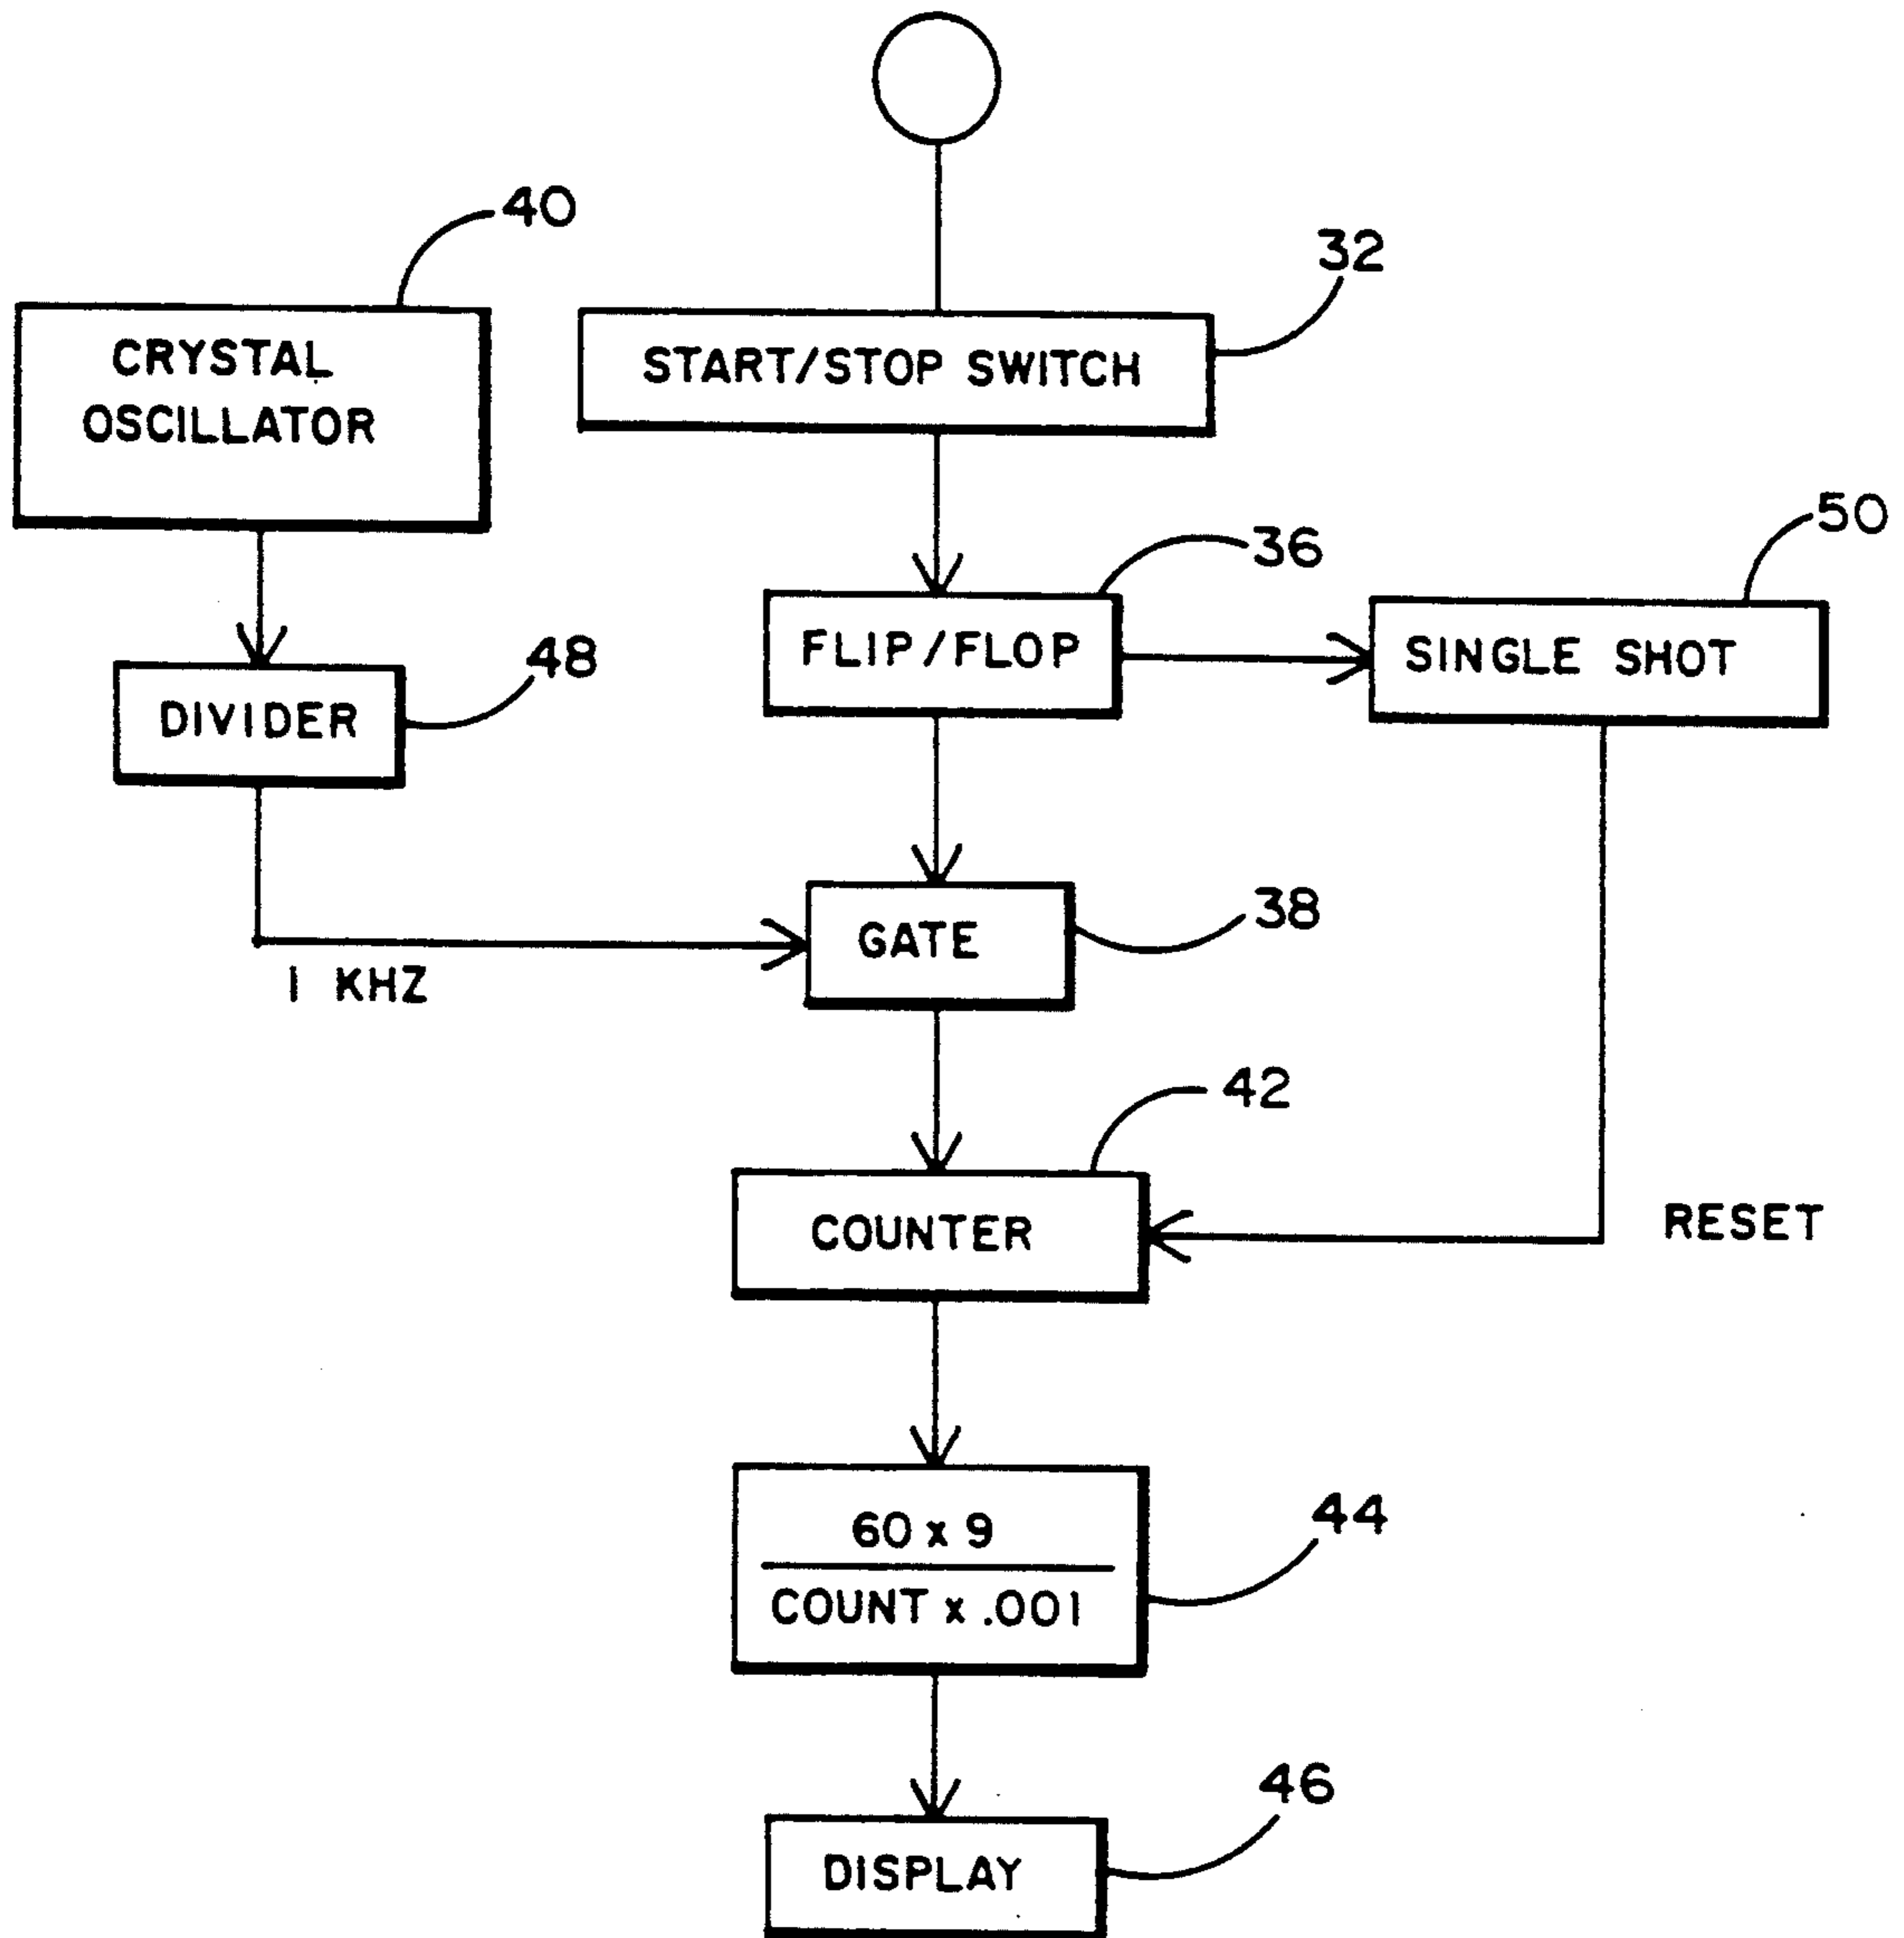 40
32
CRYSTAL
OSCILLATOR
START/STOP SWITCH
50
36
48
FLIP/FLOP
SINGLE SHOT
DIVIDER
38
GATE
1 KHZ
42
COUNTER
RESET
44
60 x 9
COUNT x .001
46
DISPLAY